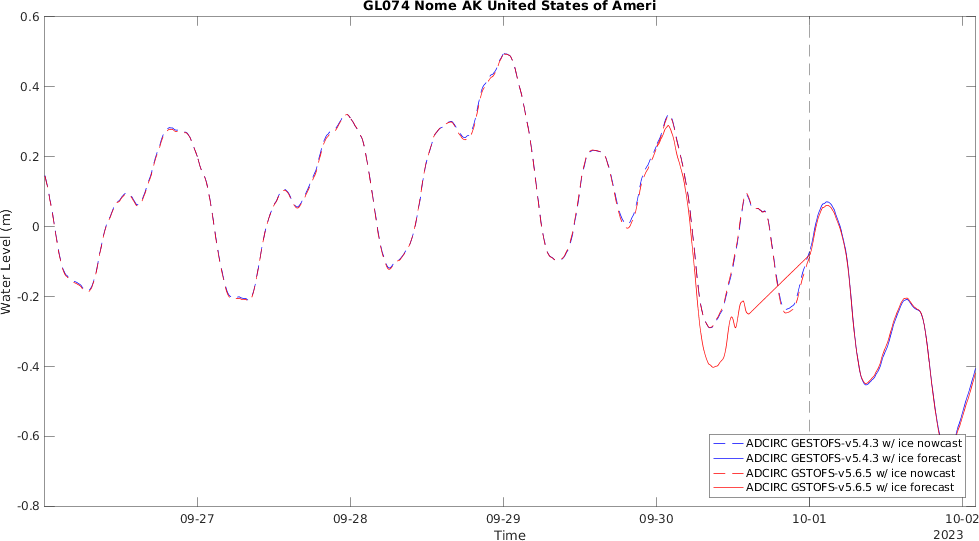 GL074 Nome AK United States of Ameri
0.6
0.4
0.2
0
-0.2
-0.4
-0.6
-0.8
Water Level (m)
ADCIRC GESTOFS-v5.4.3 w/ ice nowcast
ADCIRC GESTOFS-v5.4.3 w/ ice forecast
ADCIRC GSTOFS-v5.6.5 w/ ice nowcast
ADCIRC GSTOFS-v5.6.5 w/ ice forecast
09-27 09-28 09-29 09-30 10-01 10-02
Time 2023